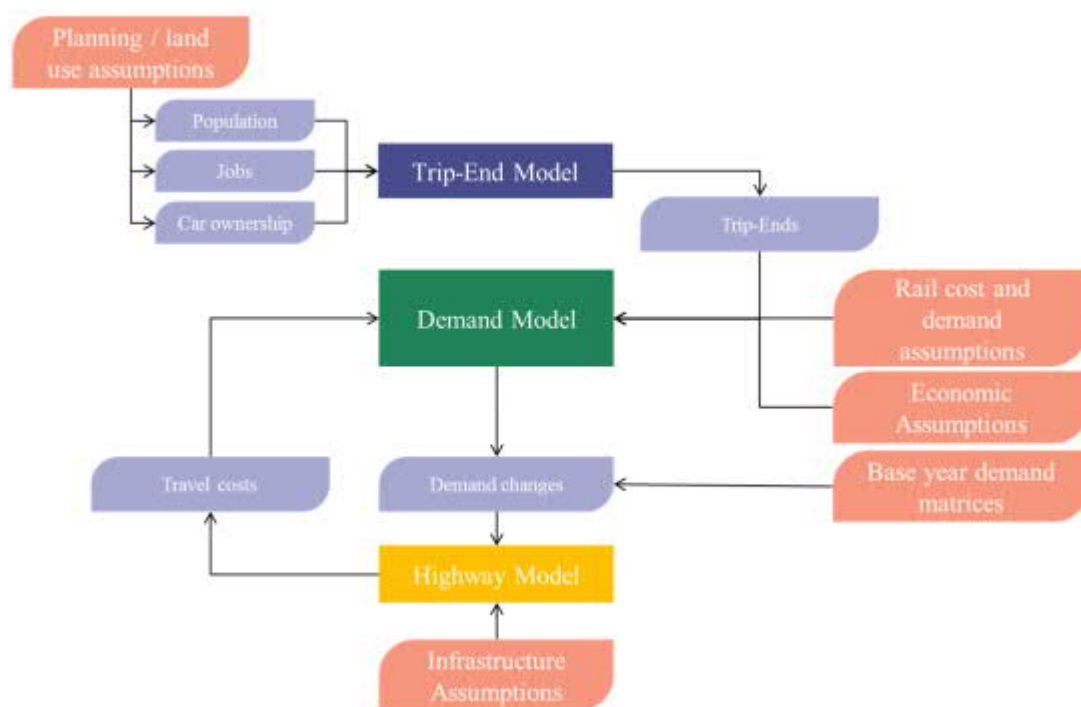 Planning / land
use assumptions
Population
Jobs
Car ownership
Trip-End Model
Trip-Ends
Demand Model
Rail cost and
demand
assumptions
Economic
Assumptions
Travel costs
Demand changes
Base year demand
matrices
Highway Model
Infrastructure
Assumptions